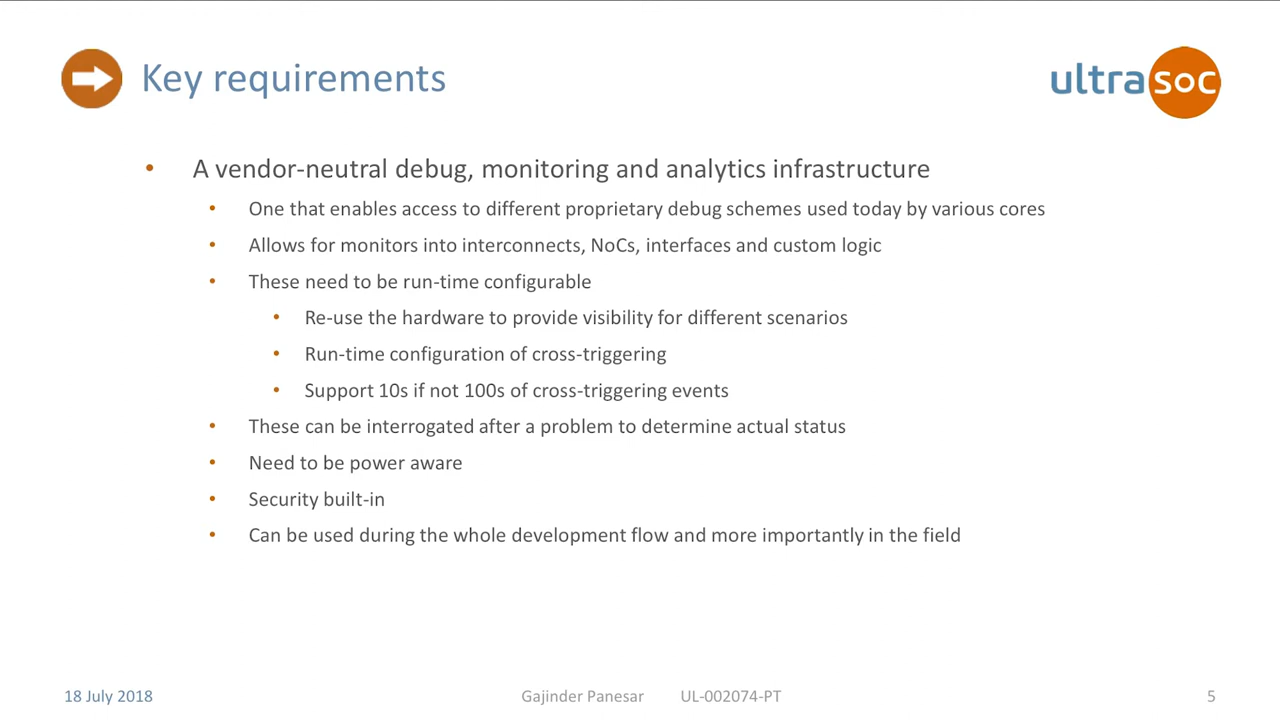 Key requirements
ultrasoc
• A vendor-neutral debug, monitoring and analytics infrastructure
• One that enables access to different proprietary debug schemes used today by various cores
• Allows for monitors into interconnects, NoCs, interfaces and custom logic
• These need to be run-time configurable
• Re-use the hardware to provide visibility for different scenarios
• Run-time configuration of cross-triggering
• Support 10s if not 100s of cross-triggering events
• These can be interrogated after a problem to determine actual status
• Need to be power aware
• Security built-in
• Can be used during the whole development flow and more importantly in the field
18 July 2018 Gajinder Panesar UL-002074-PT 5